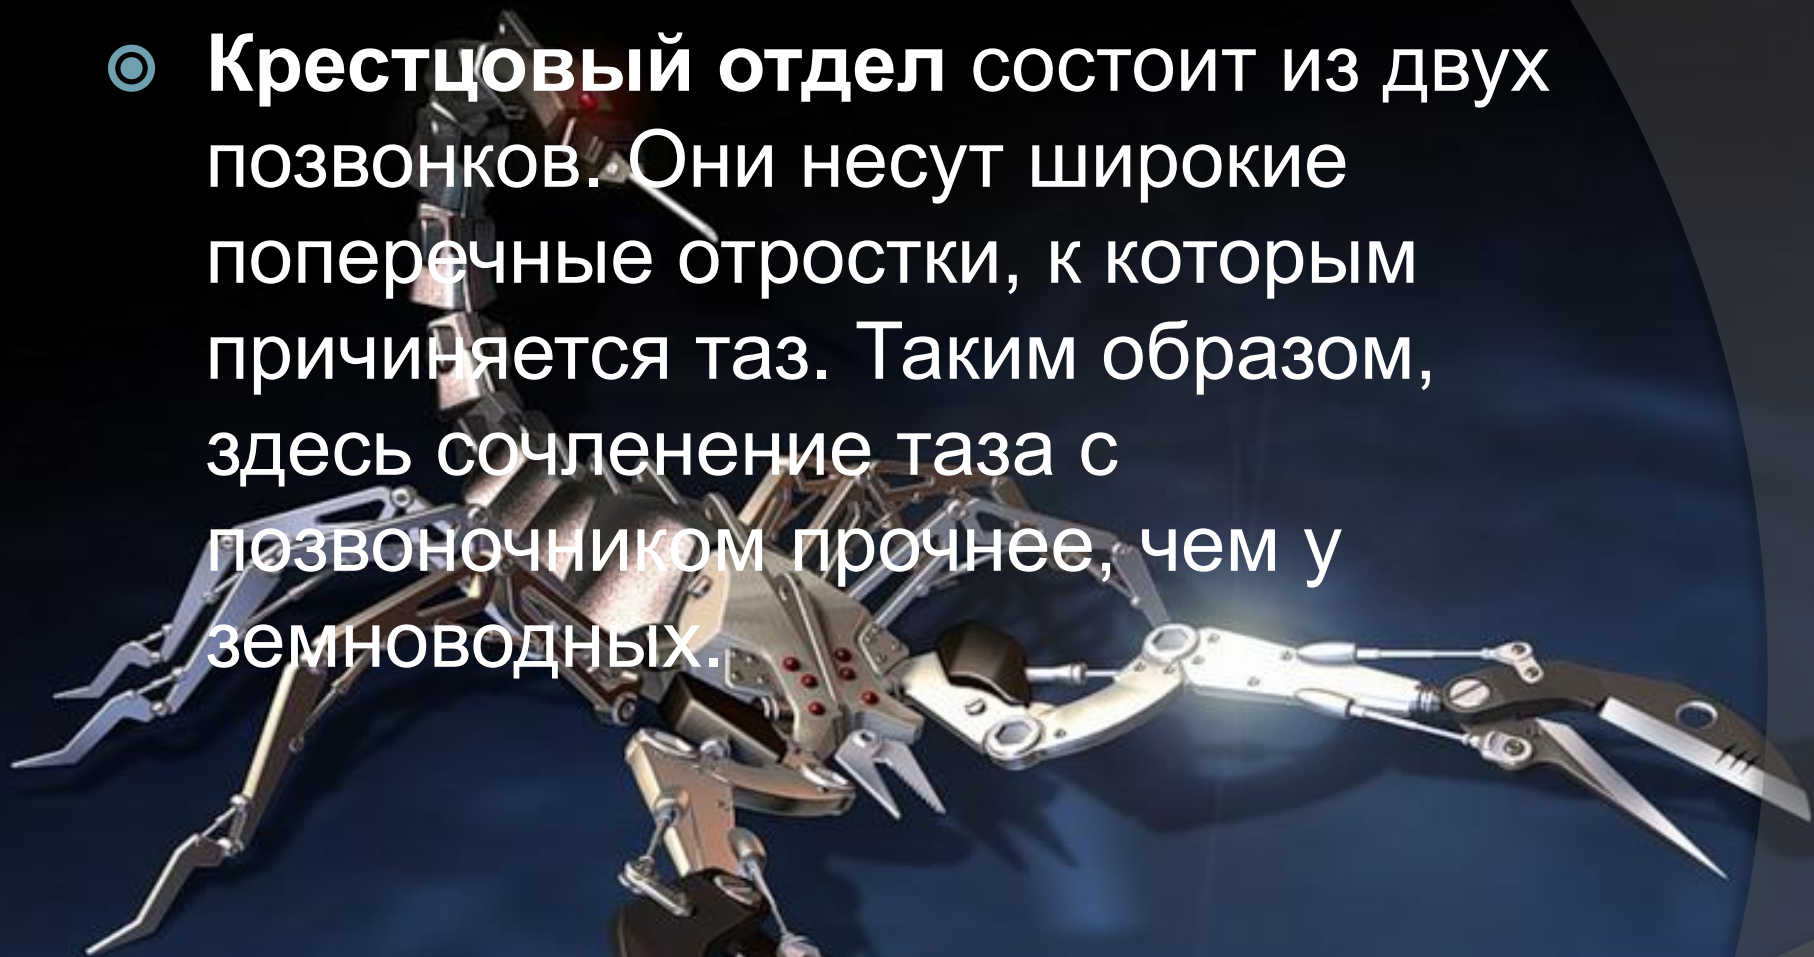 Крестцовый отдел состоит из двух
позвонков. Они несут широкие
поперечные отростки, к которым
причиняется таз. Таким образом,
здесь сочленение таза с
позвоночником прочнее, чем у
земноводных.